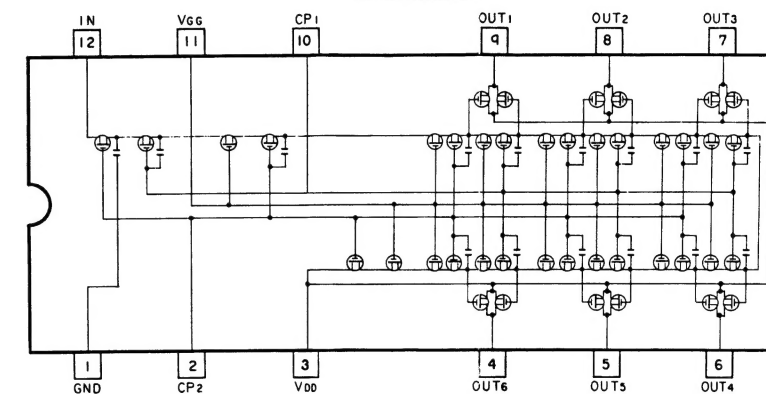 IN VGG CP1 OUT1 OUT2 OUT3
12 11 10 9 8 7
1 2 3 4 5 6
GND CP2 VDD OUT6 OUT5 OUT4